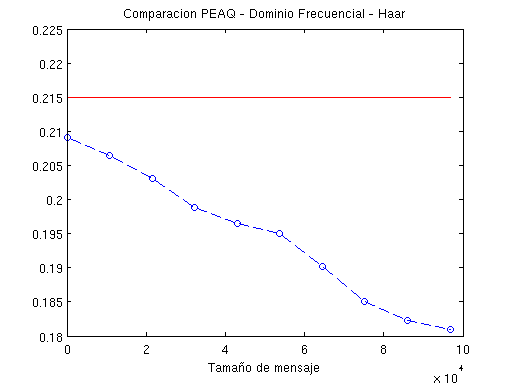 Comparacion PEAQ - Dominio Frecuencial - Haar
0.225
0.22
0.215
0.21
0.205
0.2
0.195
0.19
0.185
0.18
0 2 4 6 8 10
Tamaño de mensaje
x 10 4